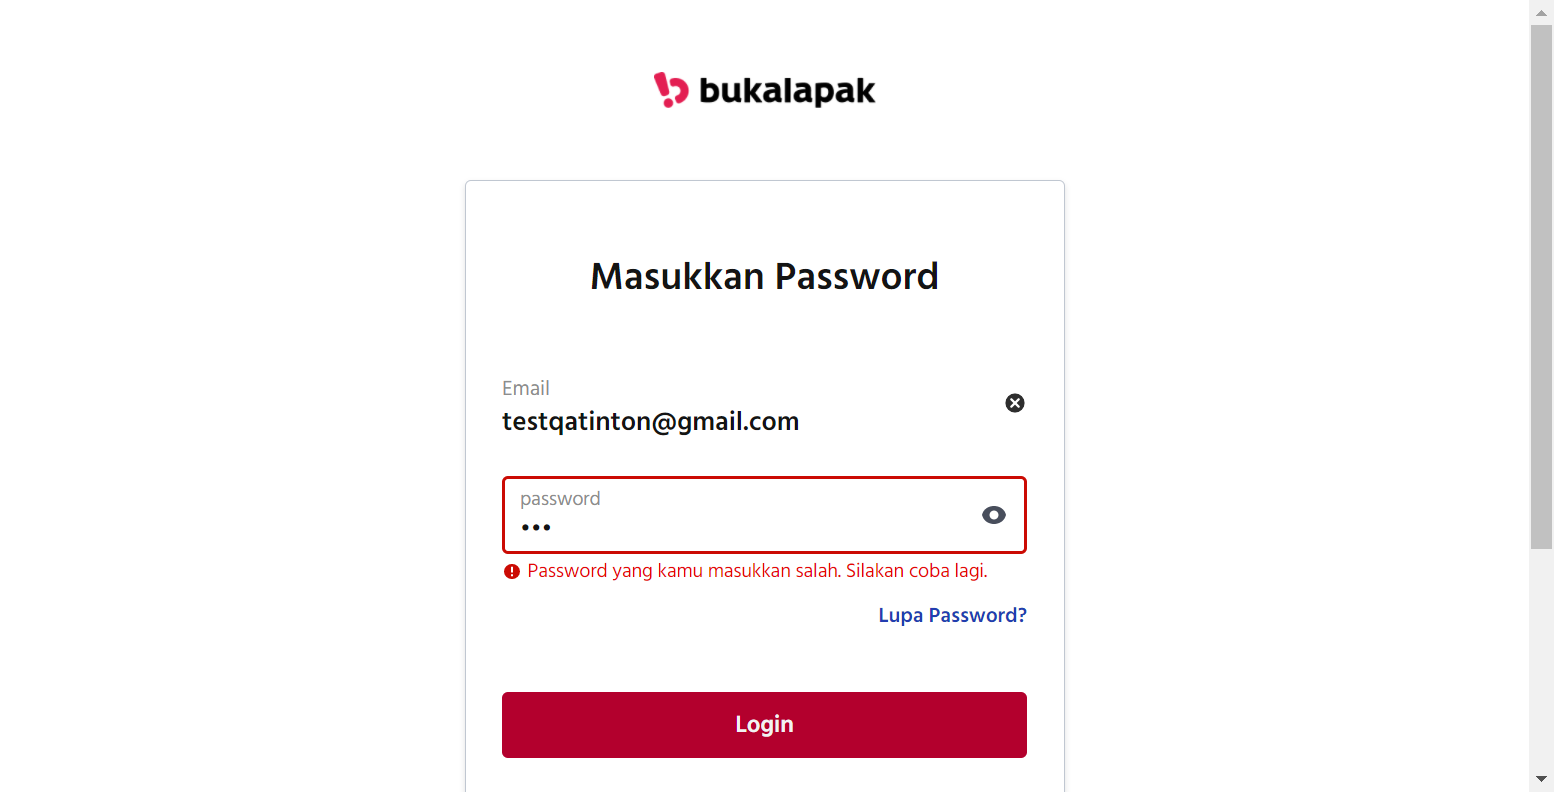 bukalapak
Masukkan Password
Email
testqatinton@gmail.com
password
•••
Password yang kamu masukkan salah. Silakan coba lagi.
Lupa Password?
Login